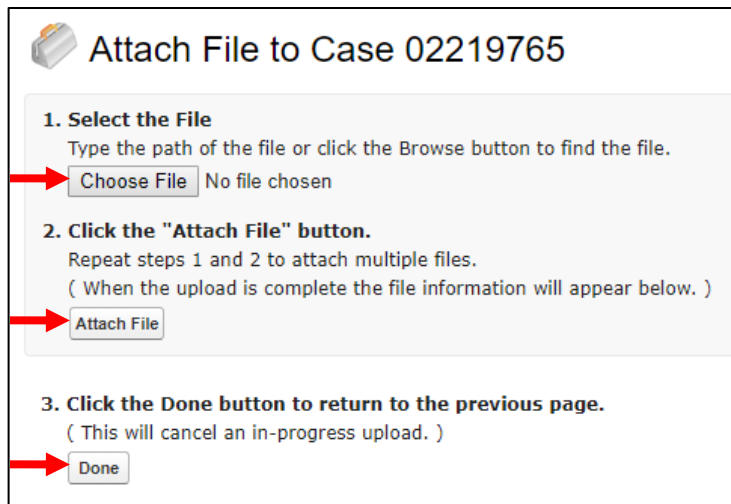 Attach File to Case 02219765
1. Select the File
Type the path of the file or click the Browse button to find the file.
Choose File No file chosen
2. Click the "Attach File" button.
Repeat steps 1 and 2 to attach multiple files.
( When the upload is complete the file information will appear below. )
Attach File
3. Click the Done button to return to the previous page.
( This will cancel an in-progress upload. )
Done